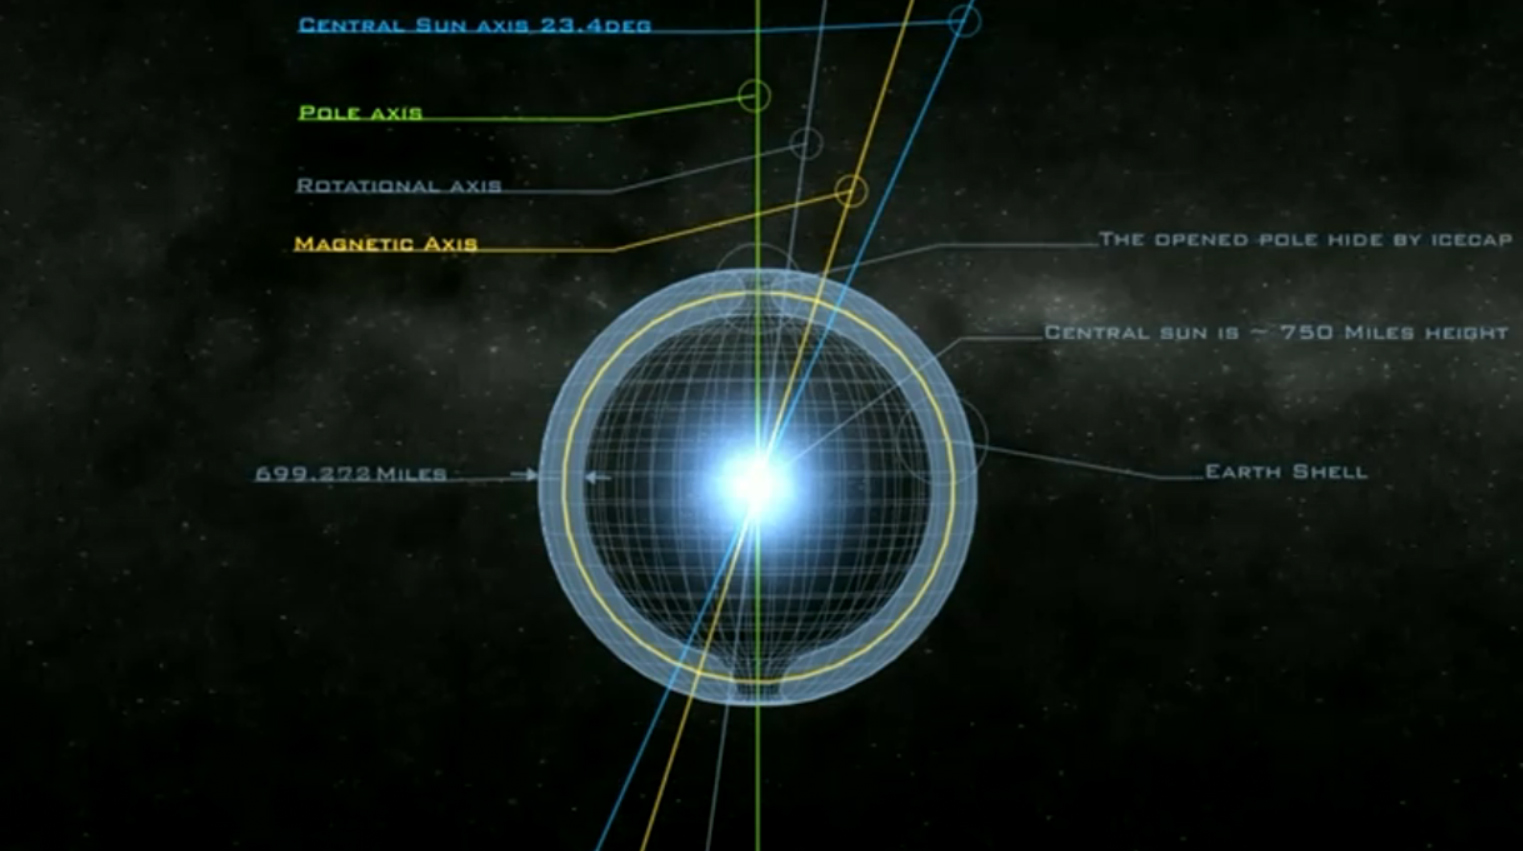 Central Sun axis 23.4deg
Pole axis
Rotational axis
Magnetic Axis
The opened pole hide by icecap
Central sun is ~ 750 Miles height
699.272 Miles
Earth Shell